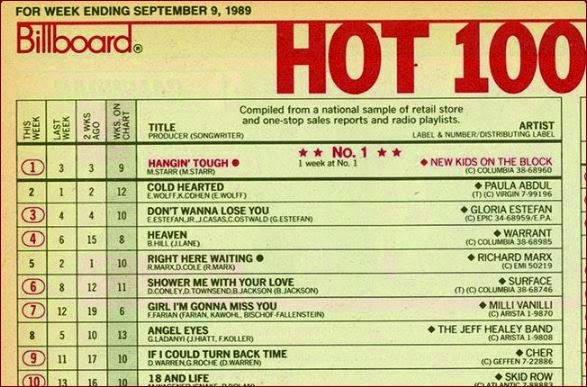 FOR WEEK ENDING SEPTEMBER 9, 1989
Billboard® HOT 100
Compiled from a national sample of retail store
and one-stop sales reports and radio playlists.
THIS WEEK LAST WEEK 2 WKS AGO WKS. ON CHART TITLE ARTIST
PRODUCER (SONGWRITER) LABEL & NUMBER/DISTRIBUTING LABEL
★ ★ No. 1 ★ ★
1 3 3 9 HANGIN' TOUGH ● 1 week at No. 1 ◆ NEW KIDS ON THE BLOCK
M.STARR (M.STARR) (C) COLUMBIA 38-68960
2 1 2 12 COLD HEARTED ◆ PAULA ABDUL
E.WOLFF,K.COHEN (E.WOLFF) (T) (C) VIRGIN 7-99196
3 4 4 10 DON'T WANNA LOSE YOU ◆ GLORIA ESTEFAN
E.ESTEFAN,JR.,J.CASAS,C.OSTWALD (G.ESTEFAN) (C) EPIC 34-68959/E.P.A.
4 6 15 8 HEAVEN ◆ WARRANT
B.HILL (J.LANE) (C) COLUMBIA 38-68985
5 2 1 10 RIGHT HERE WAITING ● ◆ RICHARD MARX
R.MARX,D.COLE (R.MARX) (C) EMI 50219
6 8 12 11 SHOWER ME WITH YOUR LOVE ◆ SURFACE
D.CONLEY,D.TOWNSEND,B.JACKSON (B.JACKSON) (T) (C) COLUMBIA 38-68746
7 12 19 6 GIRL I'M GONNA MISS YOU ◆ MILLI VANILLI
F.FARIAN (FARIAN, KAWOHL, BISCHOF-FALLENSTEIN) (C) ARISTA 1-9870
8 5 10 13 ANGEL EYES ◆ THE JEFF HEALEY BAND
G.LADANYI (J.HIATT, F.KOLLER) (C) ARISTA 1-9808
9 11 17 10 IF I COULD TURN BACK TIME ◆ CHER
D.WARREN,G.ROCHE (D.WARREN) (C) GEFFEN 7-22886
10 13 16 10 18 AND LIFE ◆ SKID ROW